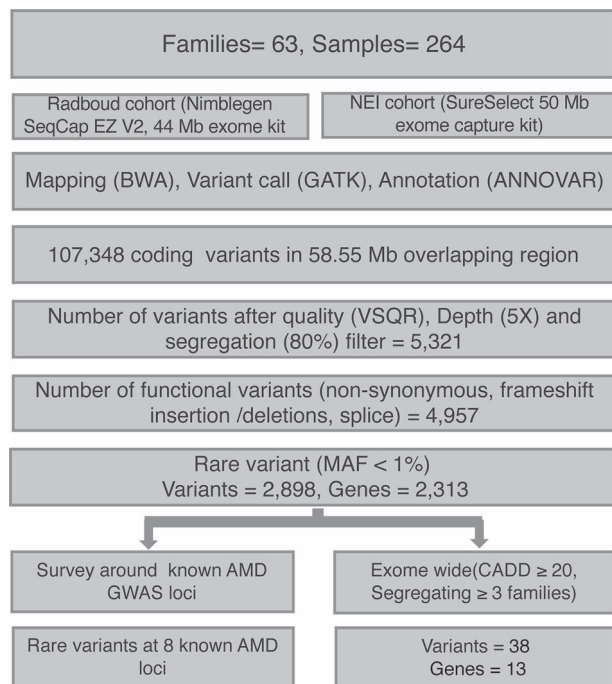 Families= 63, Samples= 264
Radboud cohort (Nimblegen
SeqCap EZ V2, 44 Mb exome kit
NEI cohort (SureSelect 50 Mb
exome capture kit)
Mapping (BWA), Variant call (GATK), Annotation (ANNOVAR)
107,348 coding variants in 58.55 Mb overlapping region
Number of variants after quality (VSQR), Depth (5X) and
segregation (80%) filter = 5,321
Number of functional variants (non-synonymous, frameshift
insertion /deletions, splice) = 4,957
Rare variant (MAF < 1%)
Variants = 2,898, Genes = 2,313
Survey around known AMD
GWAS loci
Exome wide(CADD ≥ 20,
Segregating ≥ 3 families)
Rare variants at 8 known AMD
loci
Variants = 38
Genes = 13